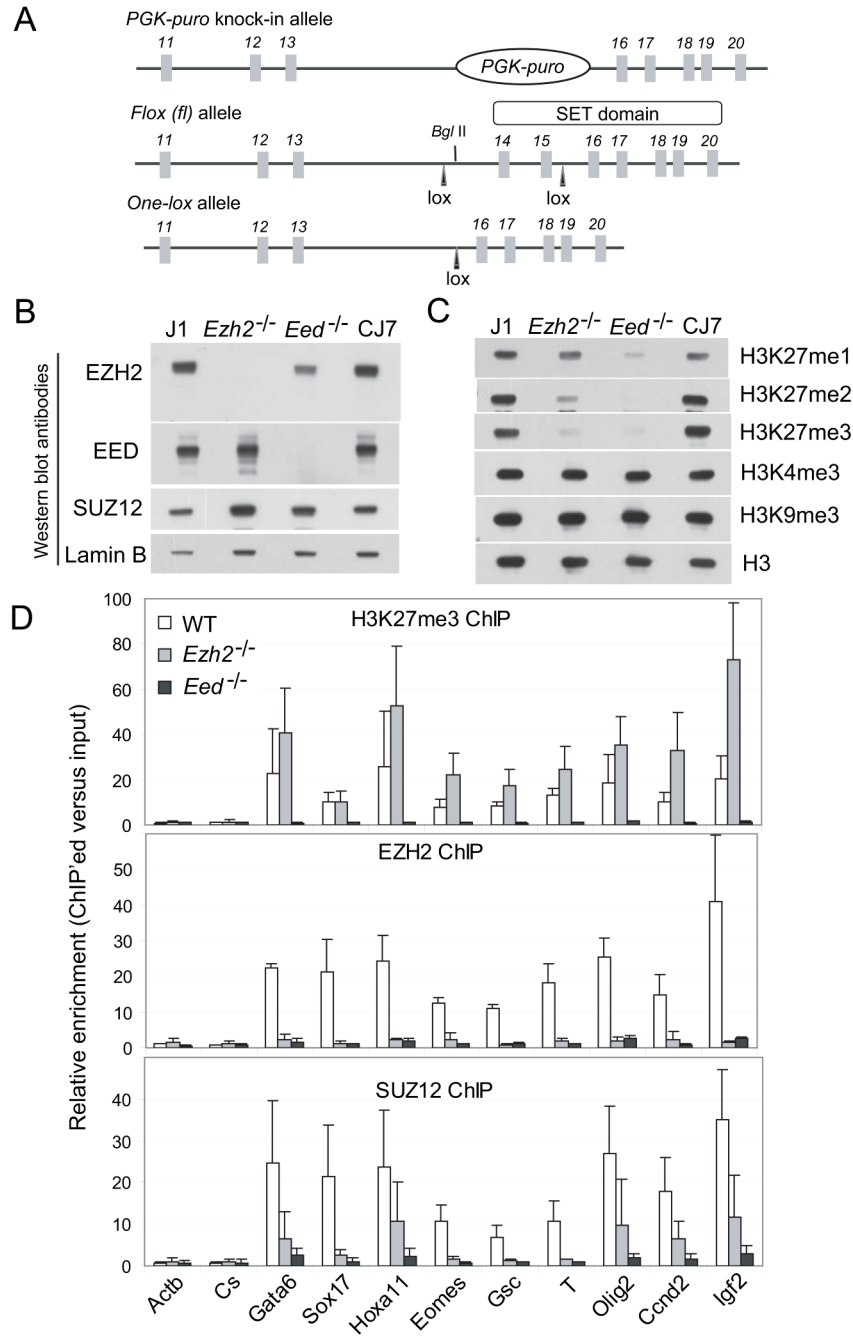 A
PGK-puro knock-in allele
11 12 13 16 17 18 19 20
PGK-puro
Flox (fl) allele
SET domain
Bgl II
11 12 13 14 15 16 17 18 19 20
lox lox
One-lox allele
11 12 13 16 17 18 19 20
lox
B
J1 Ezh2-/- Eed -/- CJ7
Western blot antibodies
EZH2
EED
SUZ12
Lamin B
C
J1 Ezh2-/- Eed-/- CJ7
H3K27me1
H3K27me2
H3K27me3
H3K4me3
H3K9me3
H3
D
Relative enrichment (ChIP'ed versus input)
H3K27me3 ChIP
WT
Ezh2-/-
Eed-/-
100
80
60
40
20
0
EZH2 ChIP
50
40
30
20
10
0
SUZ12 ChIP
40
30
20
10
0
Actb Cs Gata6 Sox17 Hoxa11 Eomes Gsc T Olig2 Ccnd2 Igf2